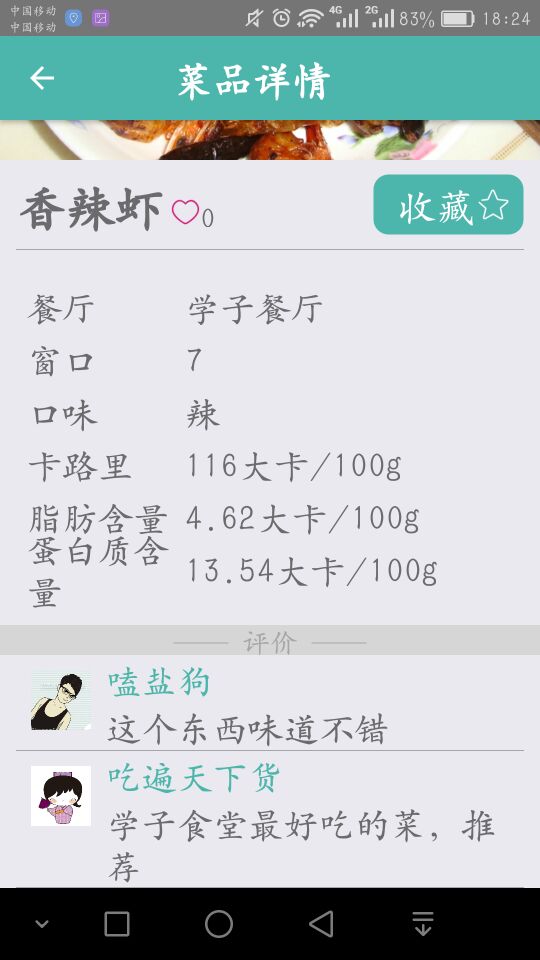 中国移动
中国移动
4G
2G
83%
18:24
菜品详情
香辣虾
0
收藏
餐厅 学子餐厅
窗口 7
口味 辣
卡路里 116大卡/100g
脂肪含量 4.62大卡/100g
蛋白质含
量 13.54大卡/100g
评价
嗑盐狗
这个东西味道不错
吃遍天下货
学子食堂最好吃的菜，推
荐